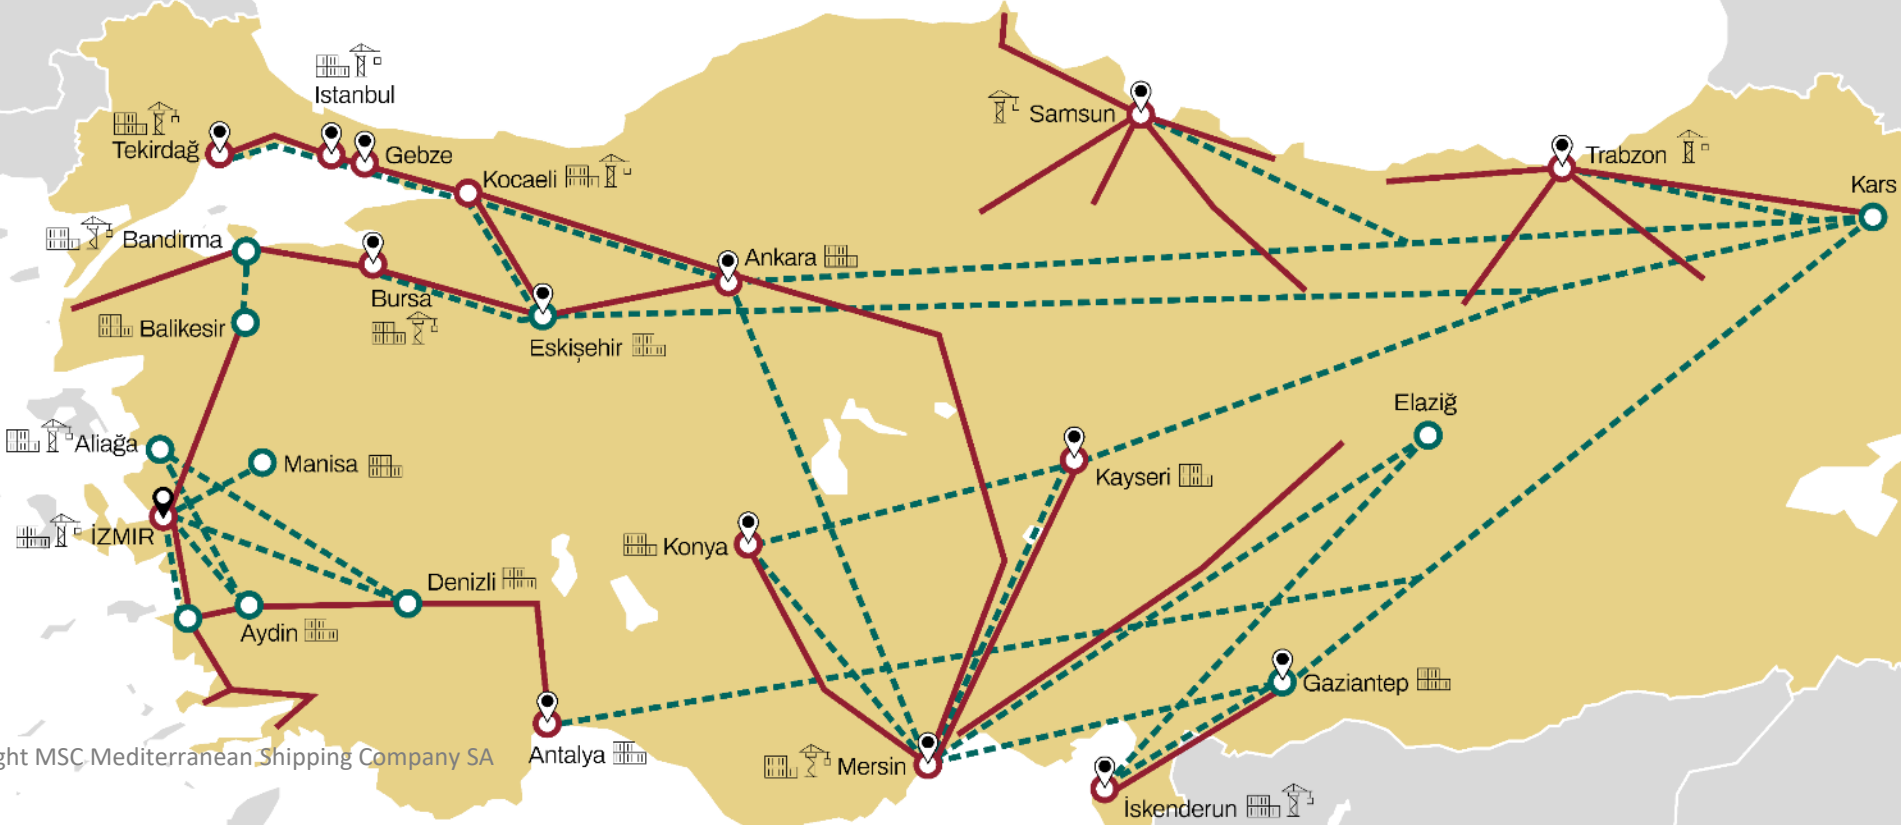 Istanbul
Tekirdağ
Gebze
Kocaeli
Samsun
Trabzon
Kars
Bandirma
Ankara
Bursa
Balikesir
Eskişehir
Elaziğ
Aliağa
Manisa
Kayseri
İZMIR
Konya
Denizli
Aydin
Gaziantep
Antalya
Mersin
İskenderun
ght MSC Mediterranean Shipping Company SA